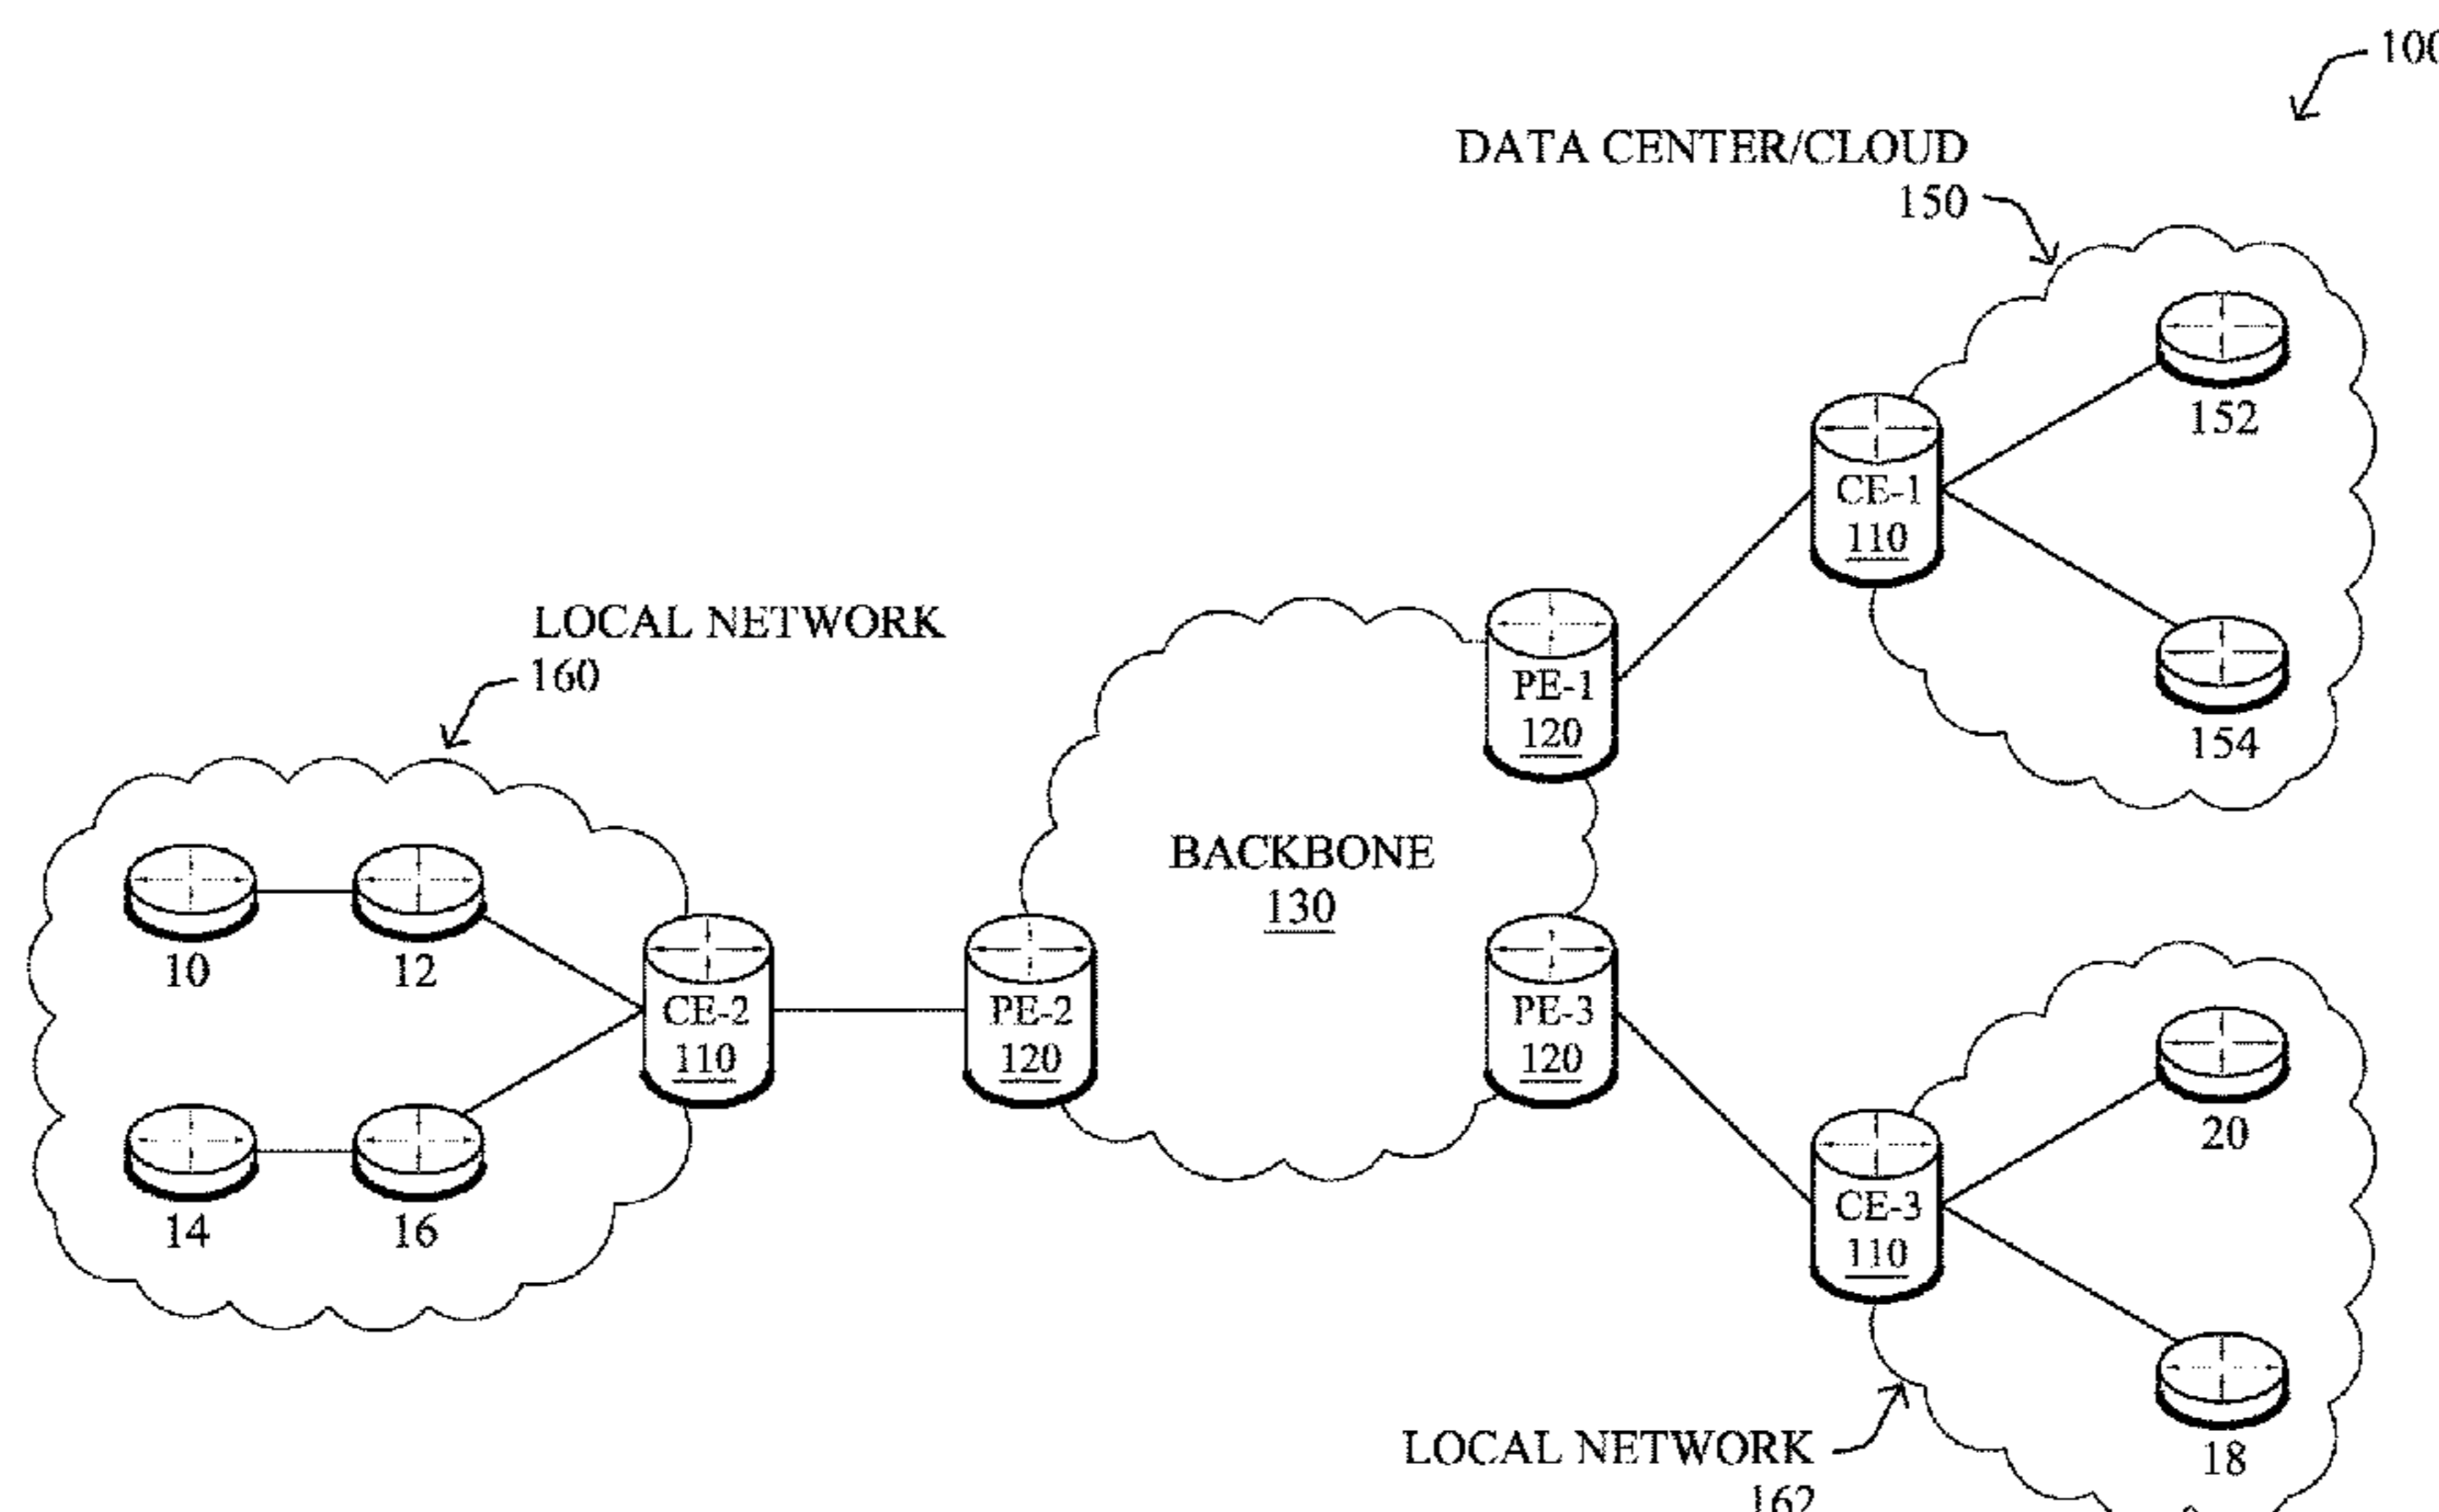 100
DATA CENTER/CLOUD
150
152
CE-1
110
154
LOCAL NETWORK
160
PE-1
120
BACKBONE
130
10
12
CE-2
110
PE-2
120
PE-3
120
14
16
20
CE-3
110
18
LOCAL NETWORK
162